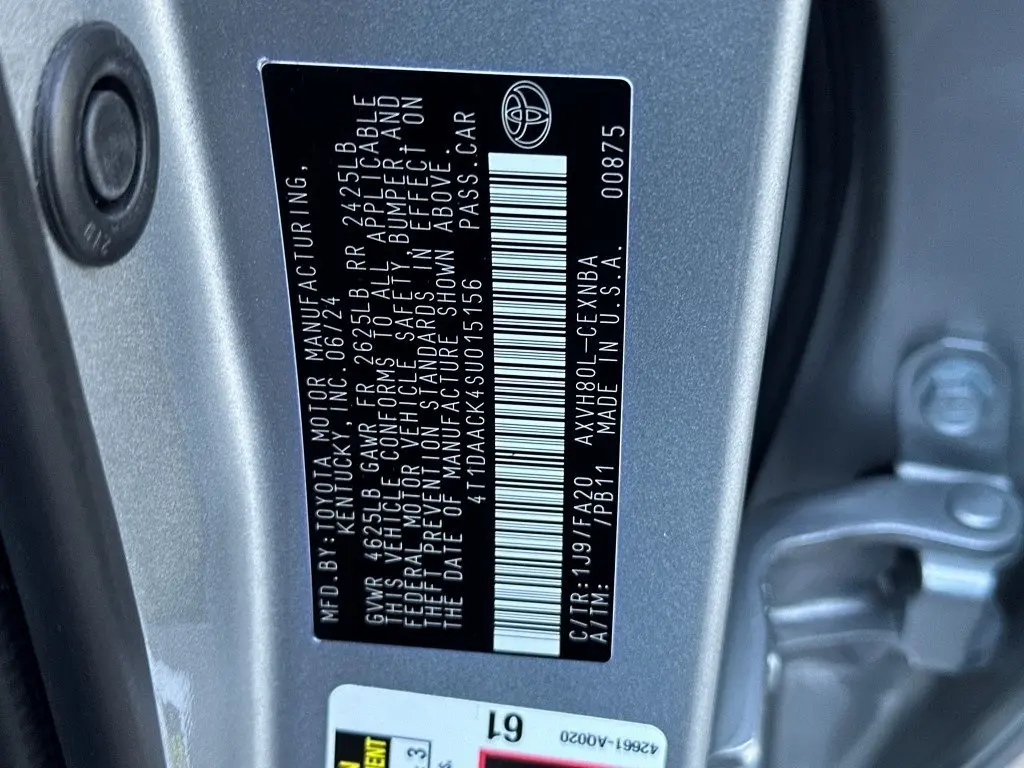 MFD.BY:TOYOTA MOTOR MANUFACTURING,
KENTUCKY,INC.06/24
GVWR 4625LB GAWR FR 2625LB RR 2425LB
THIS VEHICLE CONFORMS TO ALL APPLICABLE
FEDERAL MOTOR VEHICLE SAFETY,BUMPER AND
THEFT PREVENTION STANDARDS IN EFFECT ON
THE DATE OF MANUFACTURE SHOWN ABOVE.
4T1DAACK4SU015156 PASS.CAR
C/TR:1J9/FA20 AXVH80L-CEXNBA
A/TM: /PB11 MADE IN U.S.A. 00875
61
42661-AQ020
3